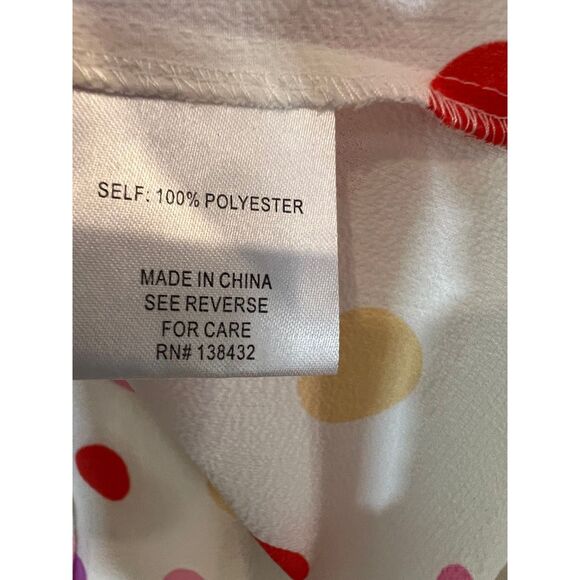 SELF: 100% POLYESTER
MADE IN CHINA
SEE REVERSE
FOR CARE
RN# 138432